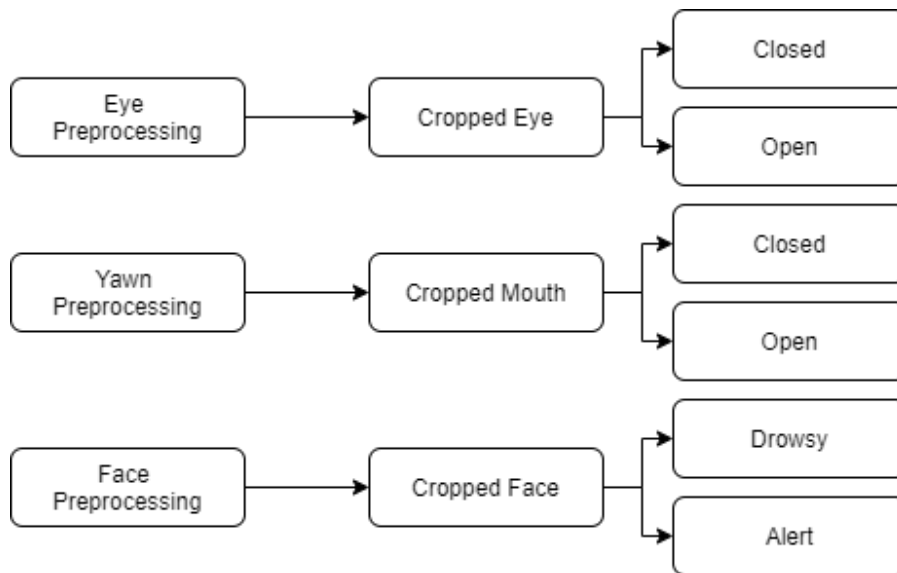 Eye
Preprocessing
Cropped Eye
Closed
Open
Yawn
Preprocessing
Cropped Mouth
Closed
Open
Face
Preprocessing
Cropped Face
Drowsy
Alert